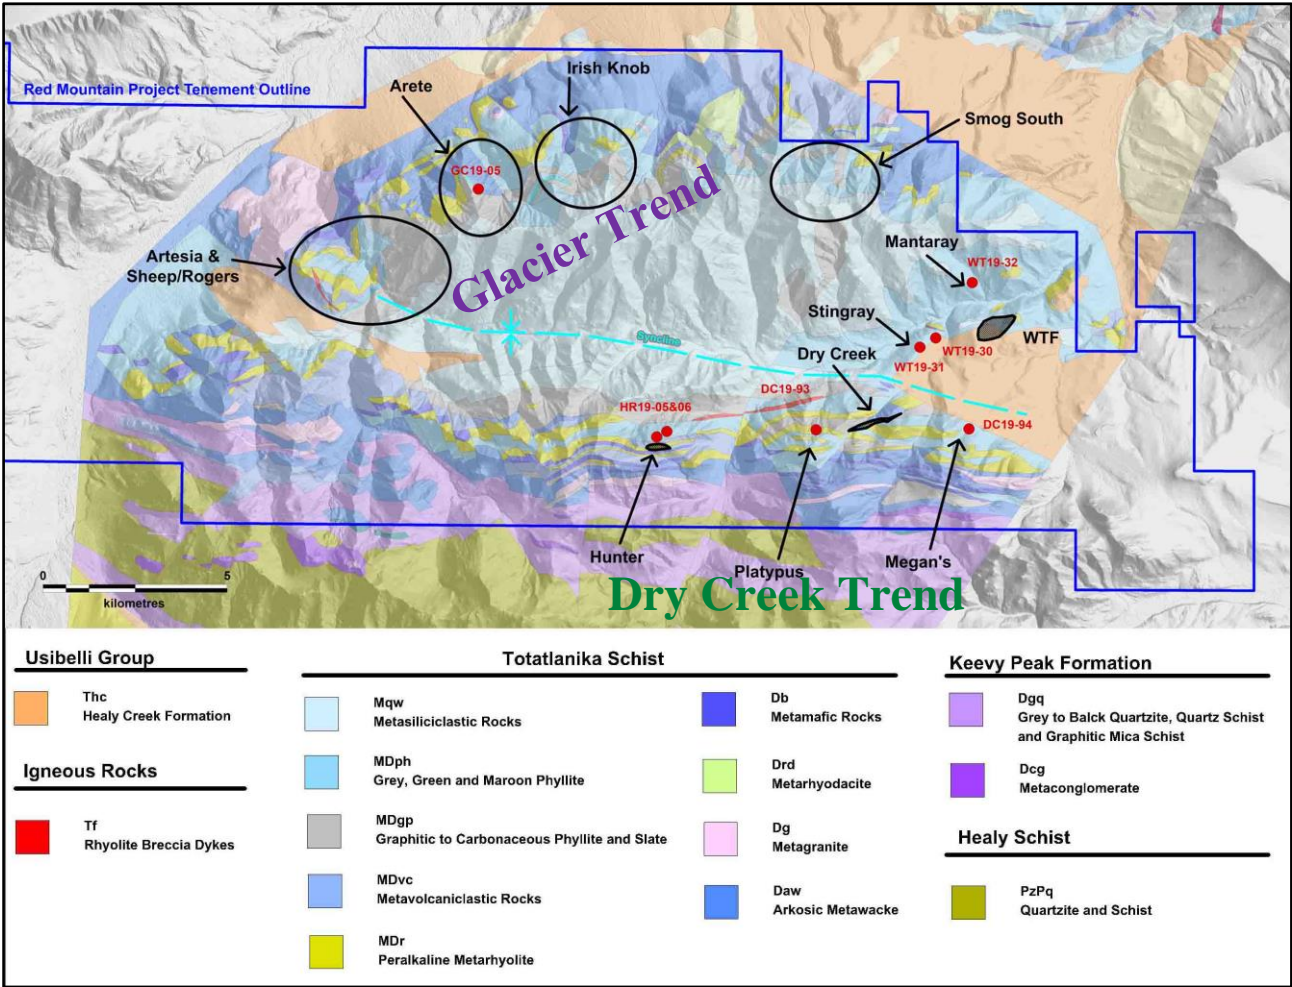 Irish Knob
Arete
Red Mountain Project Tenement Outline
Smog South
GC19-05
Glacier Trend
Artesia &
Sheep/Rogers
Mantaray
WT19-32
Stingray
WTF
Syncline
WT19-30
Dry Creek
WT19-31
DC19-93
HR19-05&06
DC19-94
Hunter
Platypus
Megan's
Dry Creek Trend
0 5
kilometres
Usibelli Group
Thc
Healy Creek Formation
Igneous Rocks
Tf
Rhyolite Breccia Dykes
Totatlanika Schist
Mqw
Metasiliciclastic Rocks
MDph
Grey, Green and Maroon Phyllite
MDgp
Graphitic to Carbonaceous Phyllite and Slate
MDvc
Metavolcaniclastic Rocks
MDr
Peralkaline Metarhyolite
Db
Metamafic Rocks
Drd
Metarhyodacite
Dg
Metagranite
Daw
Arkosic Metawacke
Keevy Peak Formation
Dgq
Grey to Balck Quartzite, Quartz Schist
and Graphitic Mica Schist
Dcg
Metaconglomerate
Healy Schist
PzPq
Quartzite and Schist